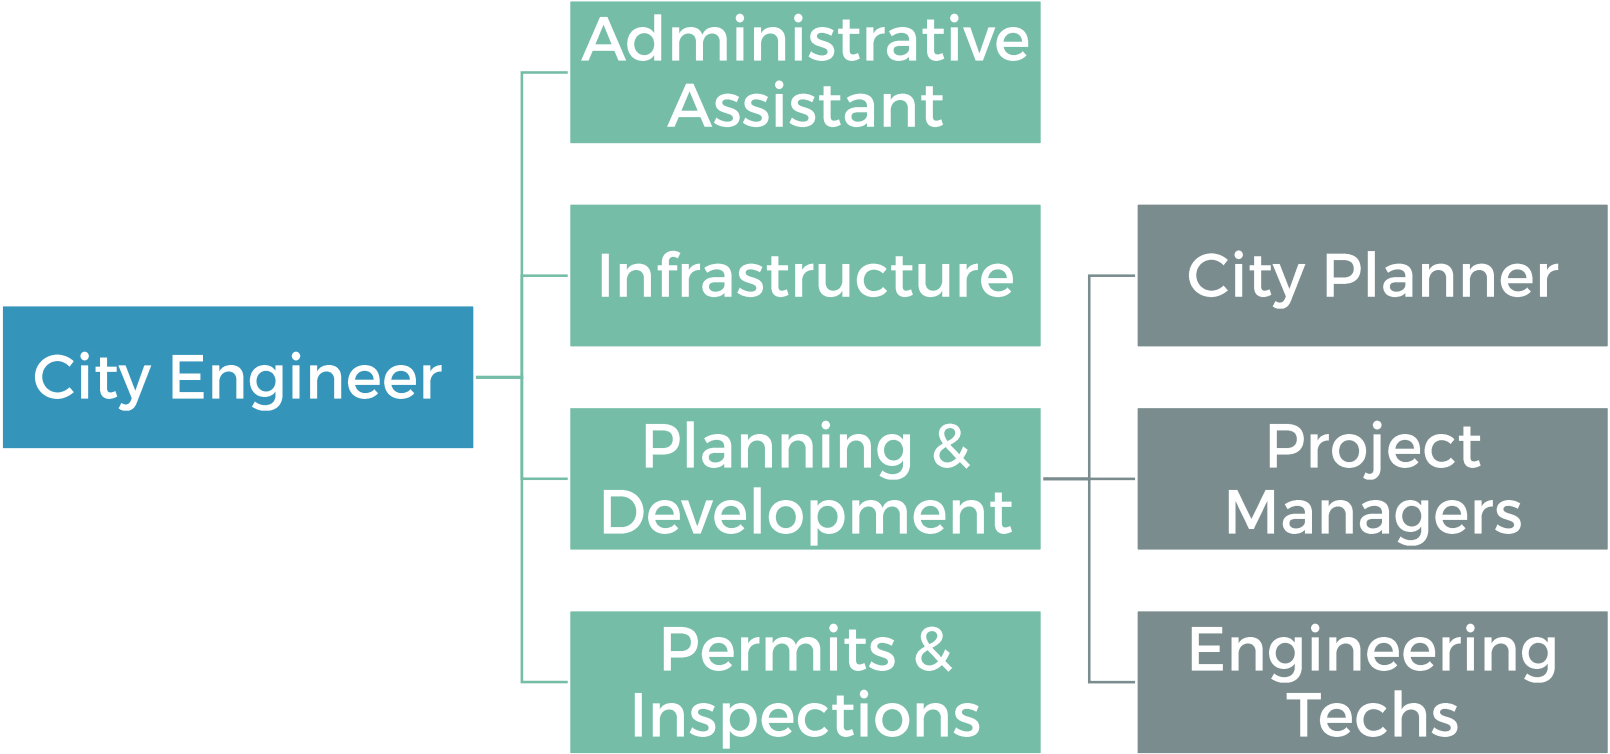 City Engineer
Administrative
Assistant
Infrastructure
Planning &
Development
Permits &
Inspections
City Planner
Project
Managers
Engineering
Techs